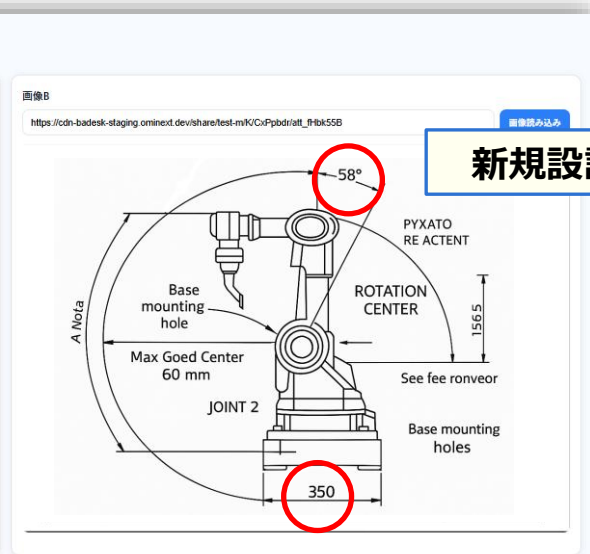 画像B
https://cdn-badesk-staging.ominext.dev/share/test-m/K/CxPpbdr/att_fHbk55B
画像読み込み
新規設
58°
PYXATO
RE ACTENT
Base
mounting
hole
ROTATION
CENTER
A Nota
1565
Max Goed Center
60 mm
See fee ronveor
JOINT 2
Base mounting
holes
350